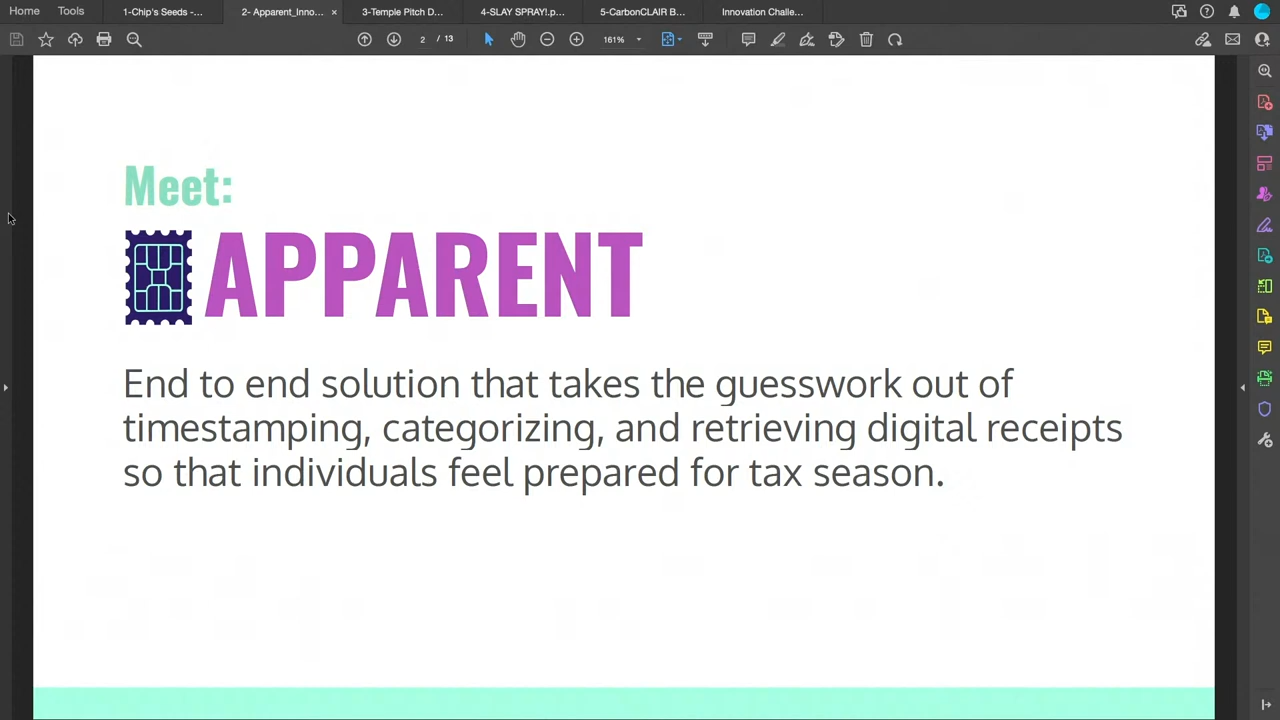 Home
Tools
1-Chip's Seeds -...
2- Apparent_Inno...
3-Temple Pitch D...
4-SLAY SPRAY!.p...
5-CarbonCLAIR B...
Innovation Challe...
2 / 13
161%
Meet:
APPARENT
End to end solution that takes the guesswork out of
timestamping, categorizing, and retrieving digital receipts
so that individuals feel prepared for tax season.